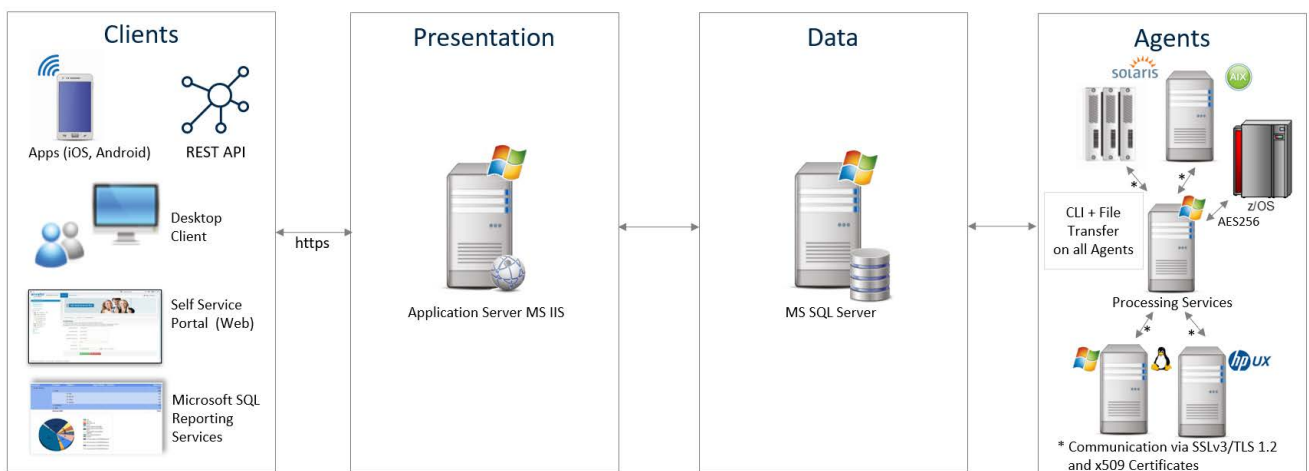 Clients
Apps (iOS, Android)
REST API
Desktop
Client
Self Service
Portal (Web)
Microsoft SQL
Reporting
Services
https
Presentation
Application Server MS IIS
Data
MS SQL Server
Agents
SOLARIS
AIX
*
*
z/OS
AES256
CLI + File
Transfer
on all Agents
Processing Services
*
*
hp UX
* Communication via SSLv3/TLS 1.2
and x509 Certificates